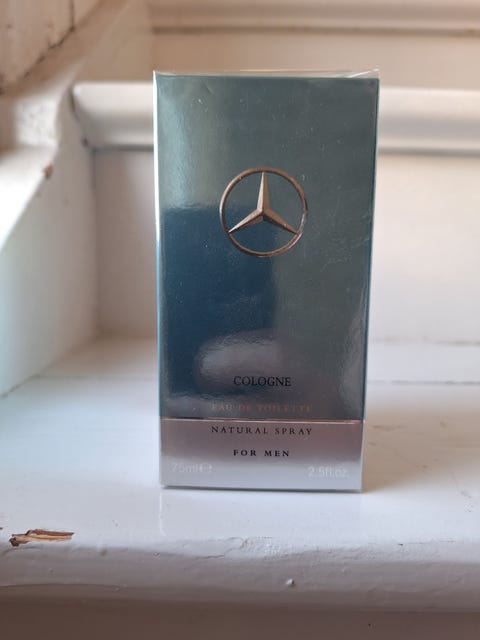 COLOGNE
EAU DE TOILETTE
NATURAL SPRAY
FOR MEN
75ml℮ 2.5fl.oz.